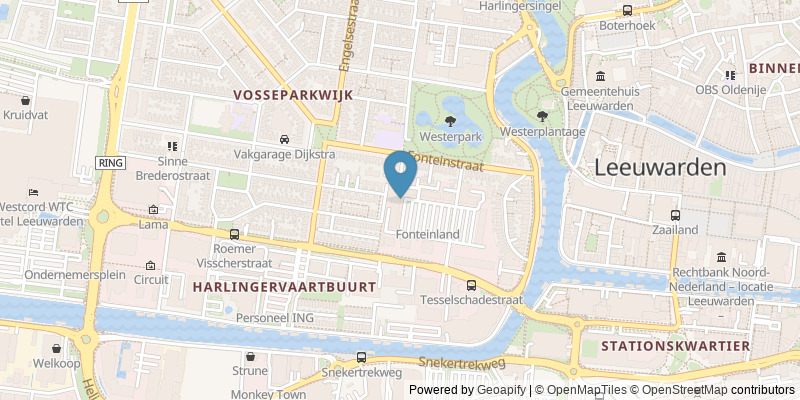 Harlingersingel
Boterhoek
Engelsestraa
BINNEN
VOSSEPARKWIJK
Gemeentehuis
Leeuwarden
OBS Oldenije
Kruidvat
Westerpark
Westerplantage
Vakgarage Dijkstra
Fonteinstraat
RING
Sinne
Brederostraat
Leeuwarden
Westcord WTC
tel Leeuwarden
Lama
Fonteinland
Zaailand
Roemer
Visscherstraat
Ondernemersplein
Circuit
HARLINGERVAARTBUURT
Tesselschadestraat
Rechtbank Noord-
Nederland – locatie
Leeuwarden
Personeel ING
STATIONSKWARTIER
Welkoop
Strune
Snekertrekweg
Snekertrekweg
Monkey Town
Hel
Powered by Geoapify | © OpenMapTiles © OpenStreetMap contributors